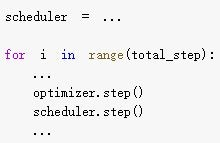 scheduler = ...
for i in range(total_step):
...
optimizer.step()
scheduler.step()
...